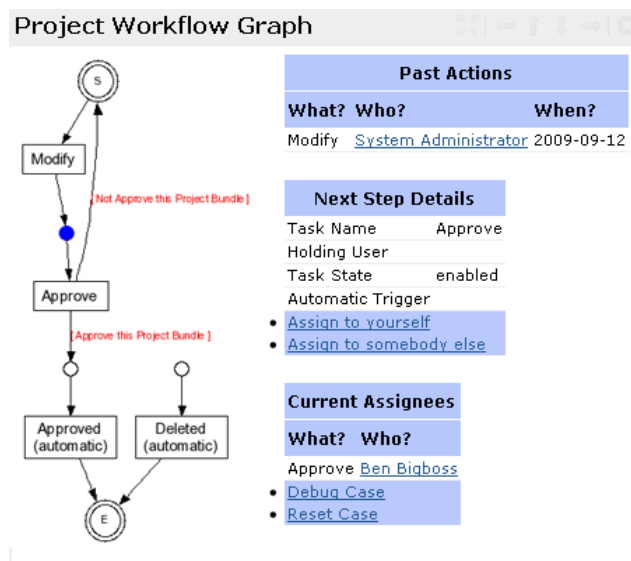 Project Workflow Graph
S
Modify
[ Not Approve this Project Bundle ]
Approve
[ Approve this Project Bundle ]
Approved
(automatic)
Deleted
(automatic)
E
Past Actions
What? Who? When?
Modify System Administrator 2009-09-12
Next Step Details
Task Name Approve
Holding User
Task State enabled
Automatic Trigger
Assign to yourself
Assign to somebody else
Current Assignees
What? Who?
Approve Ben Bigboss
Debug Case
Reset Case